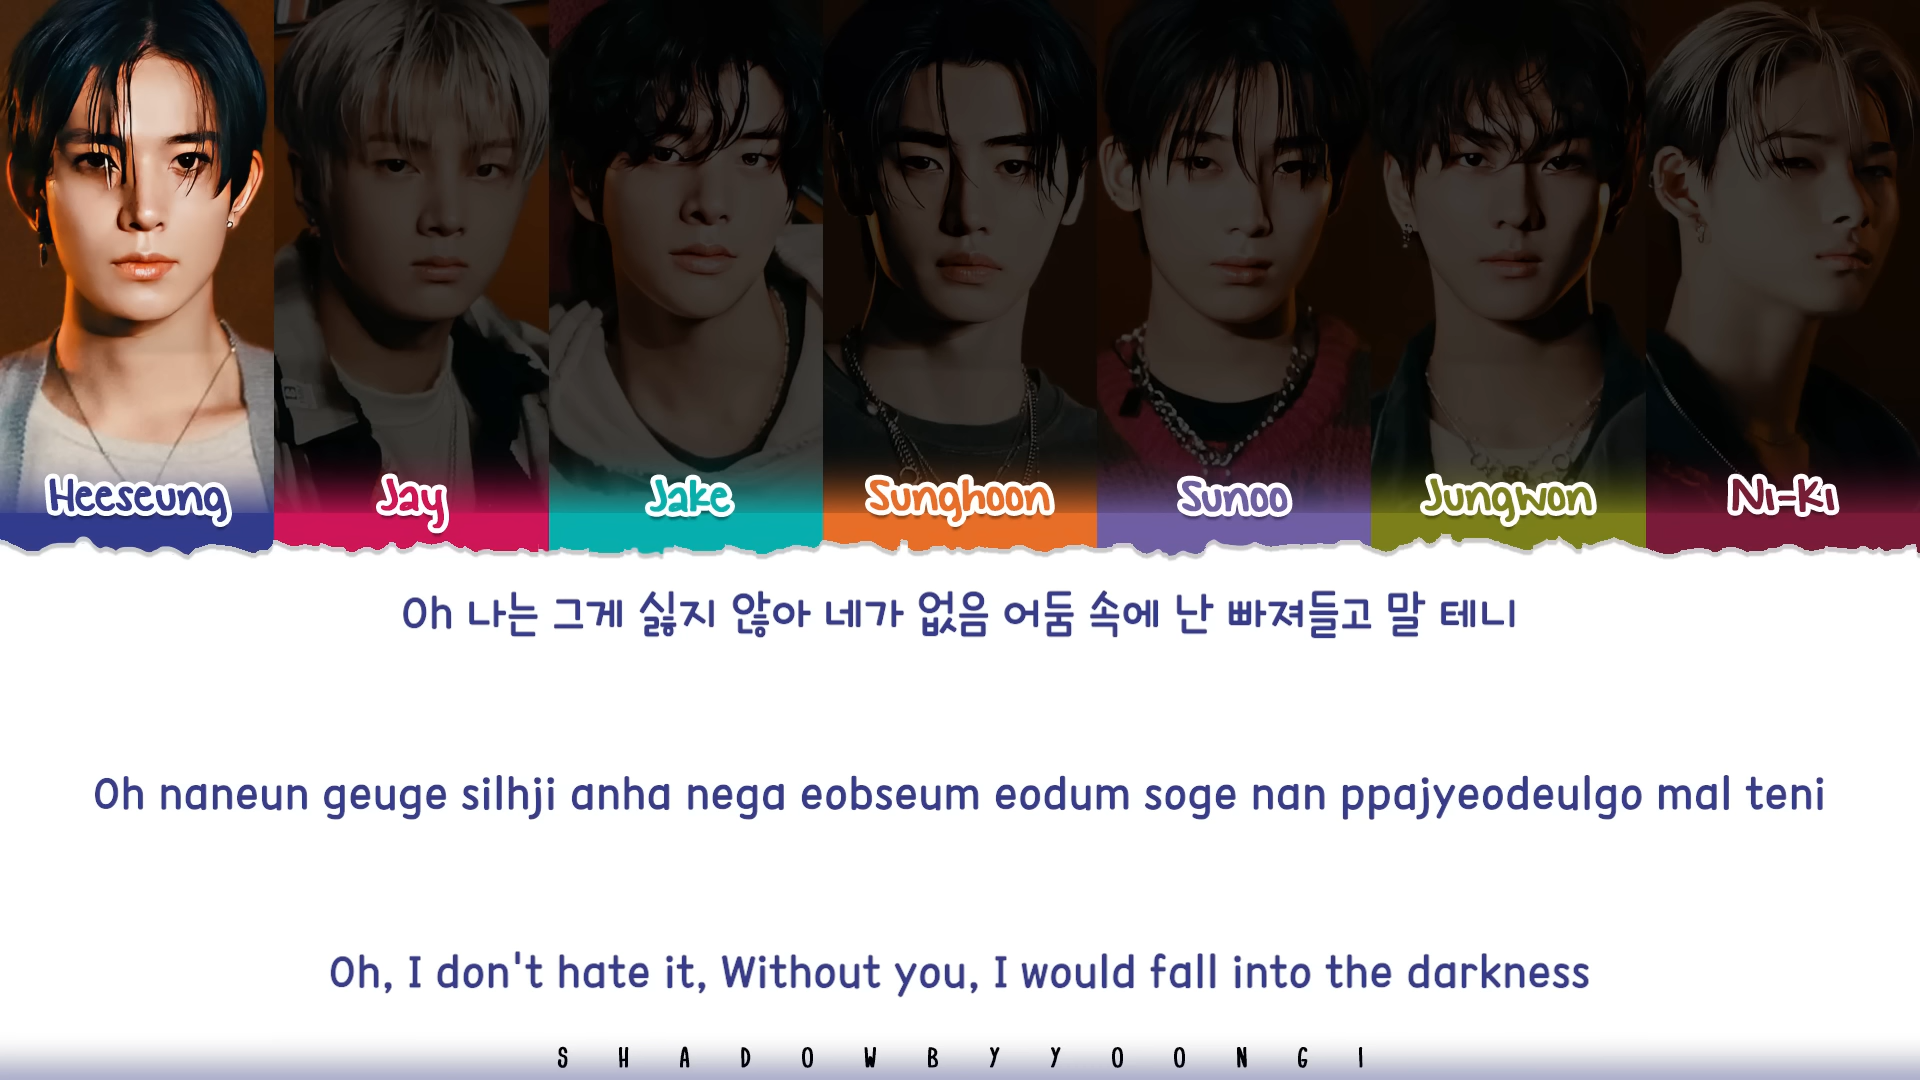 Heeseung Jay Jake Sunghoon Sunoo Jungwon Ni-Ki
Oh 나는 그게 싫지 않아 네가 없음 어둠 속에 난 빠져들고 말 테니
Oh naneun geuge silhji anha nega eobseum eodum soge nan ppajyeodeulgo mal teni
Oh, I don't hate it, Without you, I would fall into the darkness
SHADOWBYYOONGI